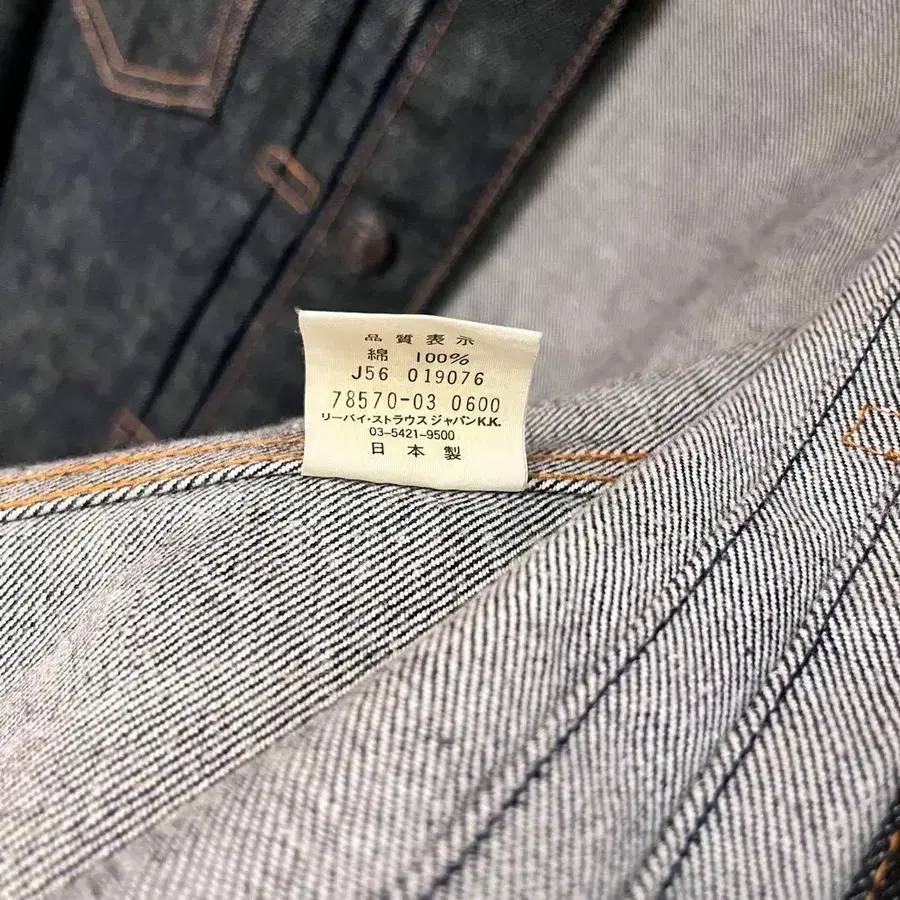 品質表示
綿 100%
J56 019076
78570-03 0600
リーバイ・ストラウス ジャパンK.K.
03-5421-9500
日本製